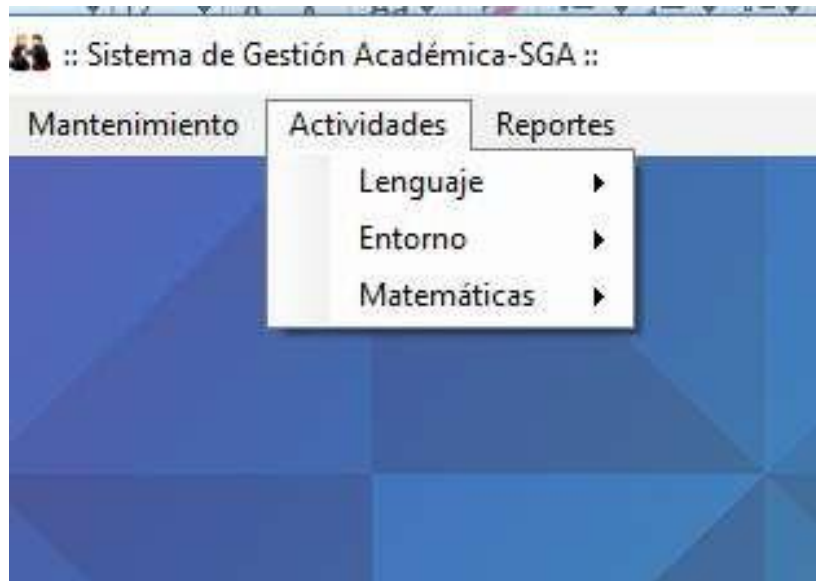 :: Sistema de Gestión Académica-SGA ::
Mantenimiento Actividades Reportes
Lenguaje
Entorno
Matemáticas